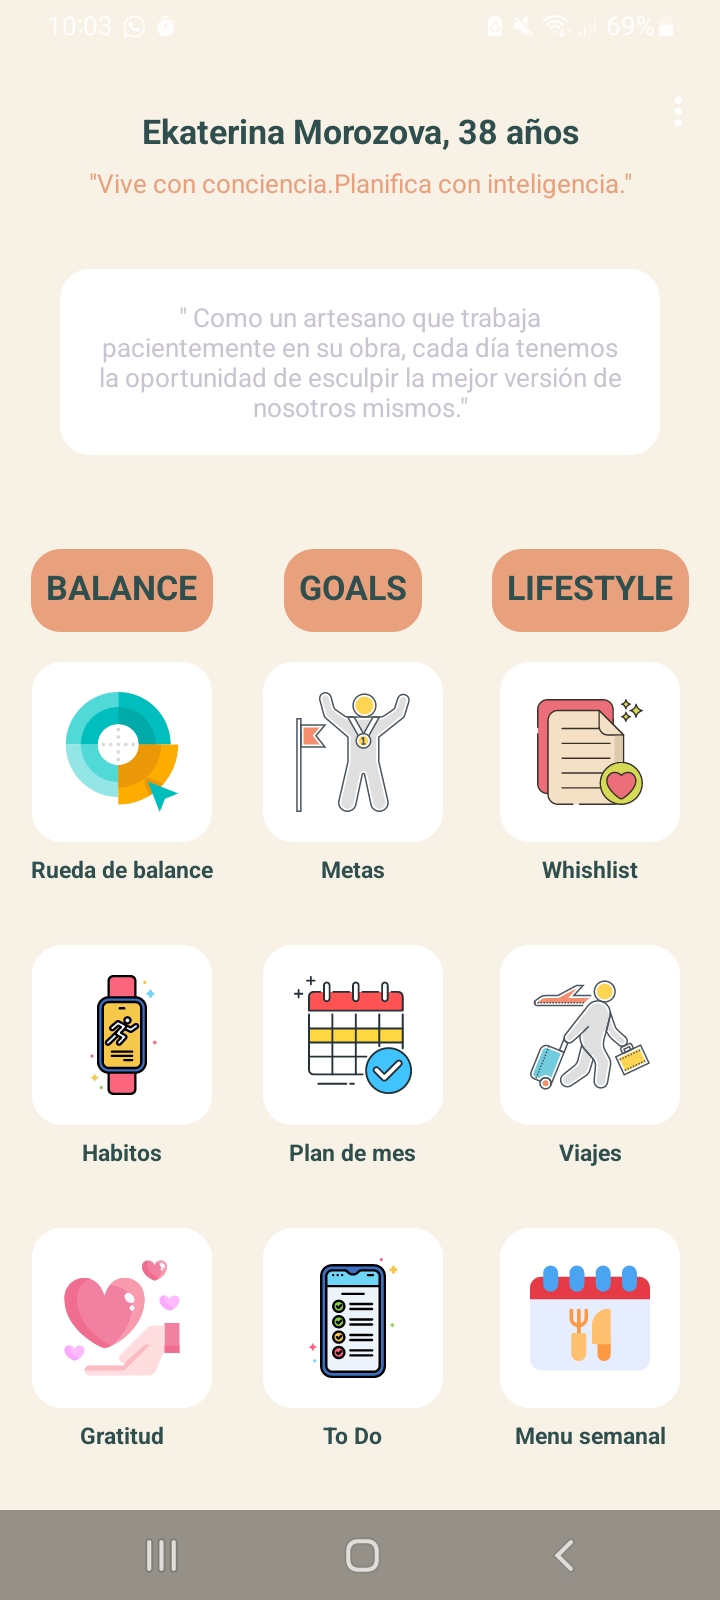 10:03
69%
Ekaterina Morozova, 38 años
"Vive con conciencia.Planifica con inteligencia."
" Como un artesano que trabaja
pacientemente en su obra, cada día tenemos
la oportunidad de esculpir la mejor versión de
nosotros mismos."
BALANCE GOALS LIFESTYLE
1
Rueda de balance Metas Whishlist
Habitos Plan de mes Viajes
Gratitud To Do Menu semanal